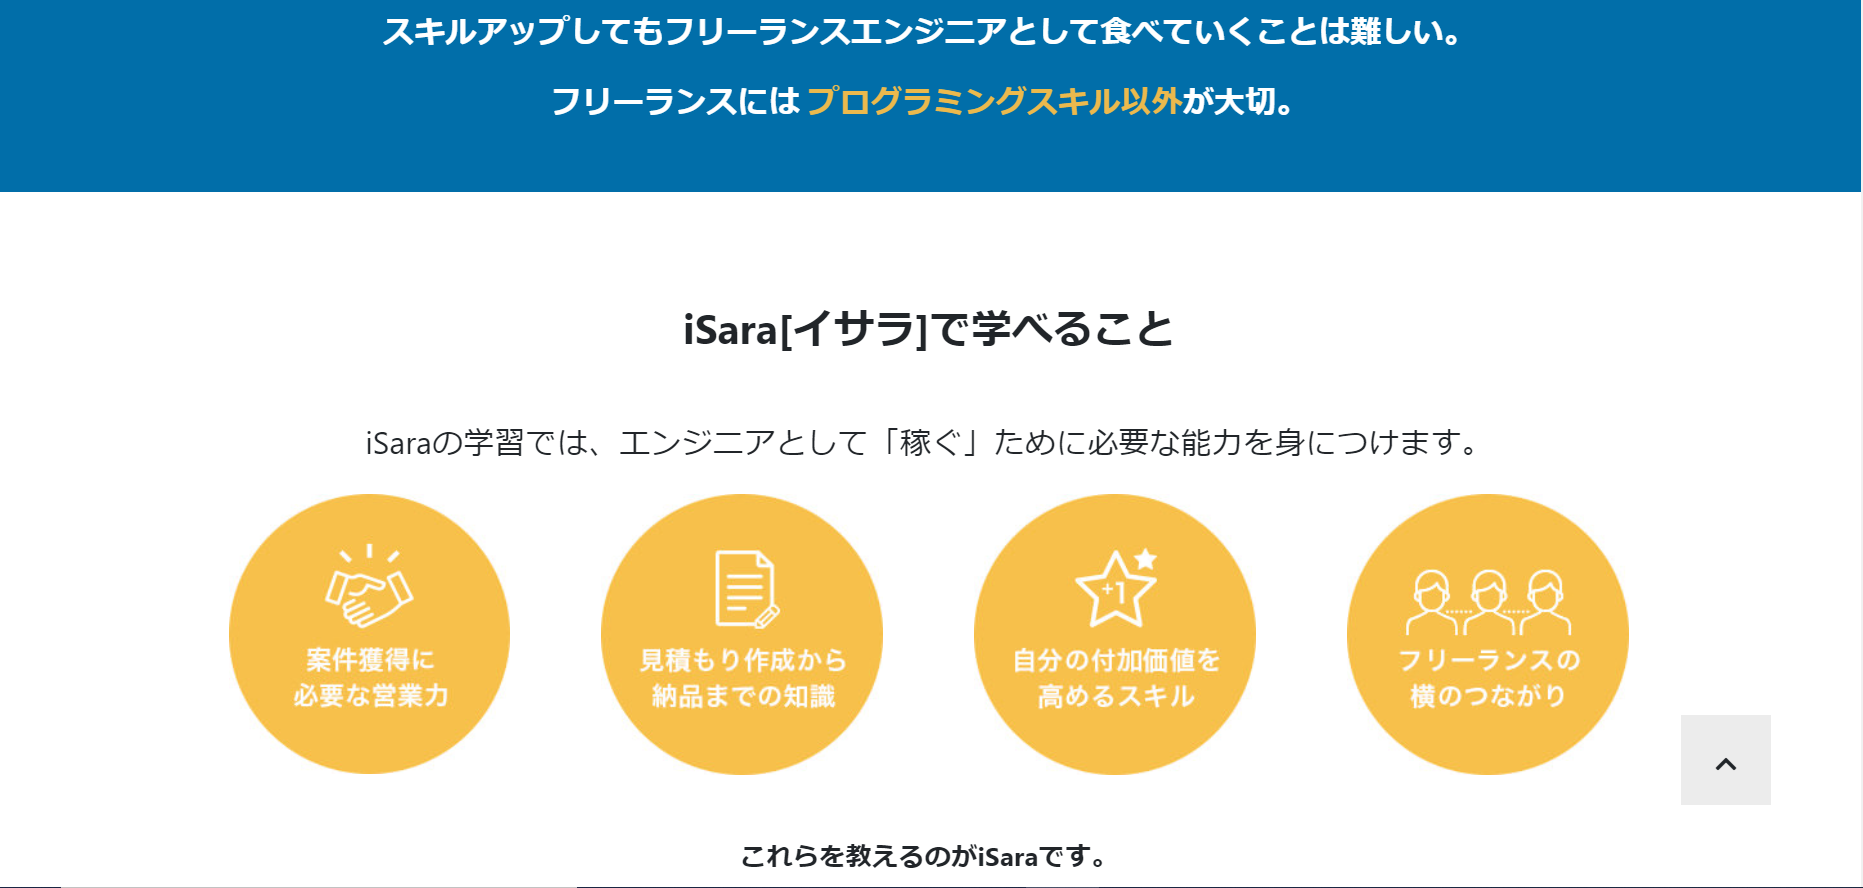 スキルアップしてもフリーランスエンジニアとして食べていくことは難しい。
フリーランスには プログラミングスキル以外が大切。
iSara[イサラ]で学べること
iSaraの学習では、エンジニアとして「稼ぐ」ために必要な能力を身につけます。
案件獲得に
必要な営業力
見積もり作成から
納品までの知識
+1
自分の付加価値を
高めるスキル
フリーランスの
横のつながり
これらを教えるのがiSaraです。